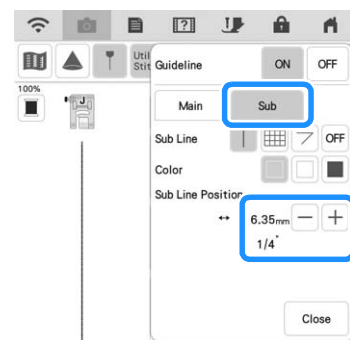 ?
Util
Stit
Guideline ON OFF
100%
J
Main Sub
Sub Line OFF
Color
Sub Line Position
↔ 6.35mm − +
1/4"
Close